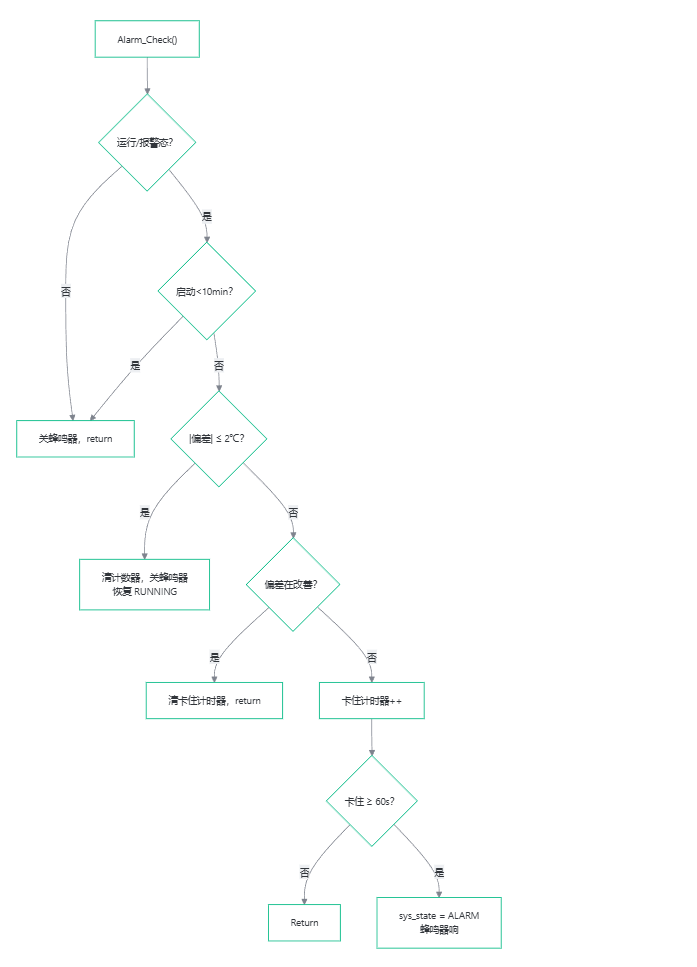 Alarm_Check()
运行/报警态?
是
启动<10min?
否
是
否
关蜂鸣器，return
|偏差| ≤ 2℃?
是
否
清计数器，关蜂鸣器
恢复 RUNNING
偏差在改善?
是
否
清卡住计时器，return
卡住计时器++
卡住 ≥ 60s?
否
是
Return
sys_state = ALARM
蜂鸣器响